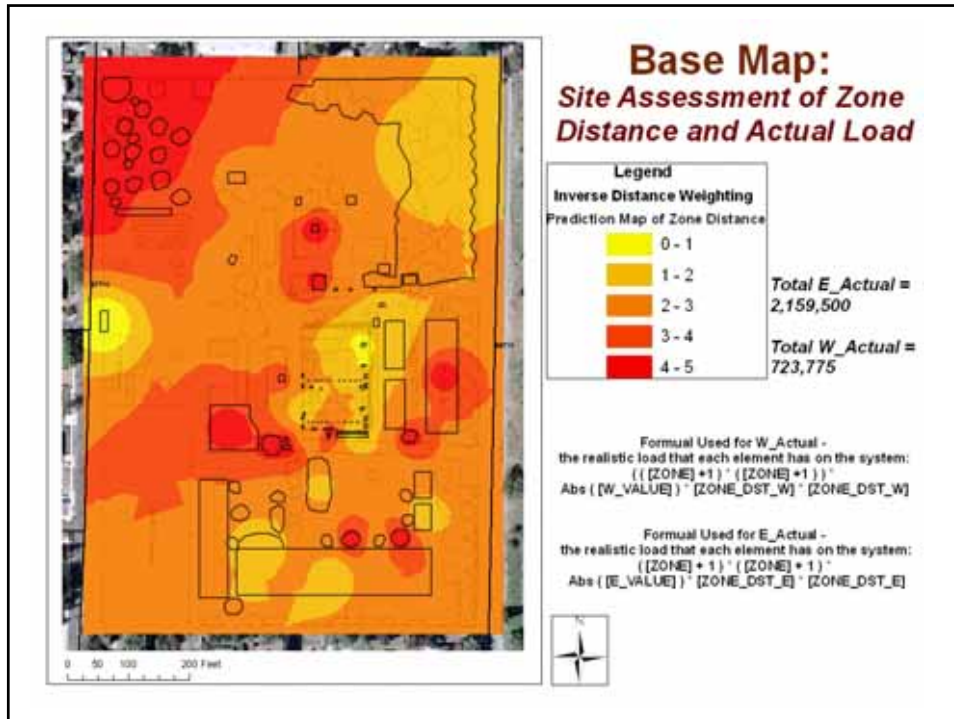 Base Map:
Site Assessment of Zone
Distance and Actual Load
Legend
Inverse Distance Weighting
Prediction Map of Zone Distance
0 - 1
1 - 2
2 - 3
3 - 4
4 - 5
Total E_Actual =
2,159,500
Total W_Actual =
723,775
Formual Used for W_Actual -
the realistic load that each element has on the system:
( ( [ZONE] +1 ) * ( [ZONE] +1 ) ) *
Abs ( [W_VALUE] ) * [ZONE_DST_W] * [ZONE_DST_W]
Formual Used for E_Actual -
the realistic load that each element has on the system:
( [ZONE] + 1 ) * ( [ZONE] + 1 ) *
Abs ( [E_VALUE] ) * [ZONE_DST_E] * [ZONE_DST_E]
N
0 50 100 200 Feet